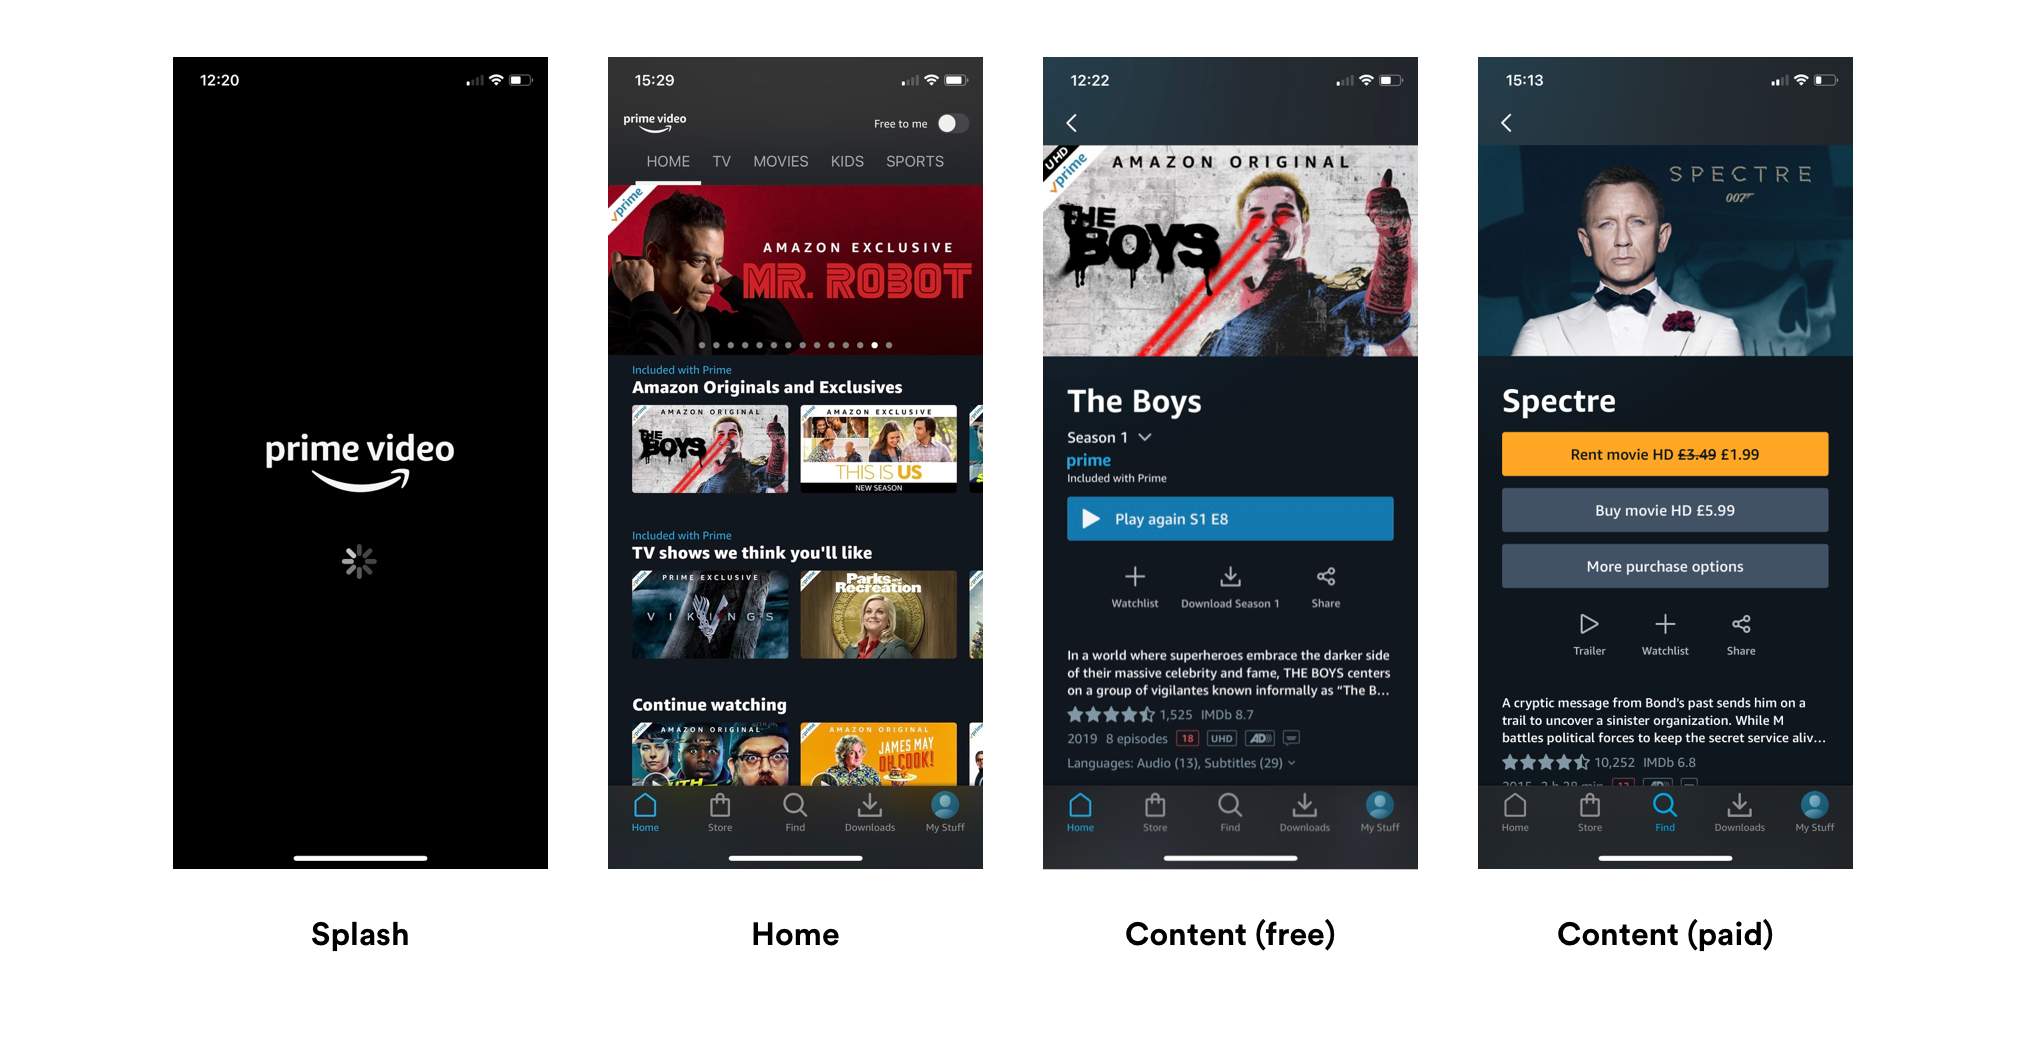 12:20
prime video
Splash
15:29
prime video
Free to me
HOME TV MOVIES KIDS SPORTS
prime
AMAZON EXCLUSIVE
MR. ROBOT
Included with Prime
Amazon Originals and Exclusives
AMAZON ORIGINAL
THE BOYS
AMAZON EXCLUSIVE
THIS IS US
NEW SEASON
Included with Prime
TV shows we think you'll like
PRIME EXCLUSIVE
VIKINGS
Parks and
Recreation
Continue watching
AMAZON ORIGINAL
AMAZON ORIGINAL
JAMES MAY
OH COOK!
Home Store Find Downloads My Stuff
Home
12:22
UHD
prime
AMAZON ORIGINAL
THE
BOYS
The Boys
Season 1
prime
Included with Prime
Play again S1 E8
Watchlist Download Season 1 Share
In a world where superheroes embrace the darker side
of their massive celebrity and fame, THE BOYS centers
on a group of vigilantes known informally as “The B...
1,525 IMDb 8.7
2019 8 episodes 18 UHD AD
Languages: Audio (13), Subtitles (29)
Home Store Find Downloads My Stuff
Content (free)
15:13
SPECTRE
007
Spectre
Rent movie HD £3.49 £1.99
Buy movie HD £5.99
More purchase options
Trailer Watchlist Share
A cryptic message from Bond's past sends him on a
trail to uncover a sinister organization. While M
battles political forces to keep the secret service aliv...
10,252 IMDb 6.8
2015 2 h 28 min 12 AD
Home Store Find Downloads My Stuff
Content (paid)